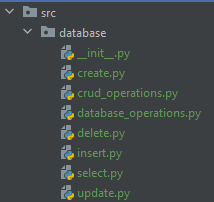 src
database
__init__.py
create.py
crud_operations.py
database_operations.py
delete.py
insert.py
select.py
update.py